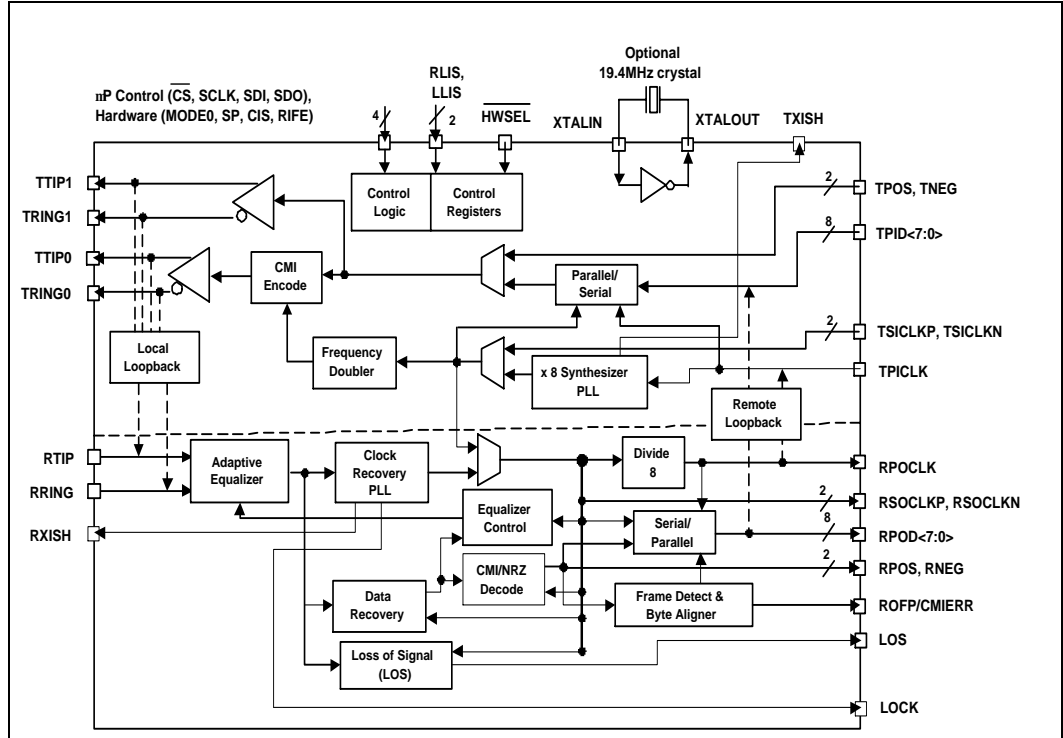 Optional
19.4MHz crystal
RLIS,
LLIS
nP Control (CS, SCLK, SDI, SDO),
Hardware (MODE0, SP, CIS, RIFE)
4
2
HWSEL
XTALIN
XTALOUT
TXISH
TTIP1
TRING1
TTIP0
TRING0
Control
Logic
Control
Registers
2
TPOS, TNEG
8
TPID<7:0>
CMI
Encode
Parallel/
Serial
2
TSICLKP, TSICLKN
TPICLK
Local
Loopback
Frequency
Doubler
x 8 Synthesizer
PLL
Remote
Loopback
RTIP
RRING
RXISH
Adaptive
Equalizer
Clock
Recovery
PLL
Divide
8
RPOCLK
2
RSOCLKP, RSOCLKN
Equalizer
Control
Serial/
Parallel
8
RPOD<7:0>
CMI/NRZ
Decode
2
RPOS, RNEG
Data
Recovery
Frame Detect &
Byte Aligner
ROFP/CMIERR
Loss of Signal
(LOS)
LOS
LOCK